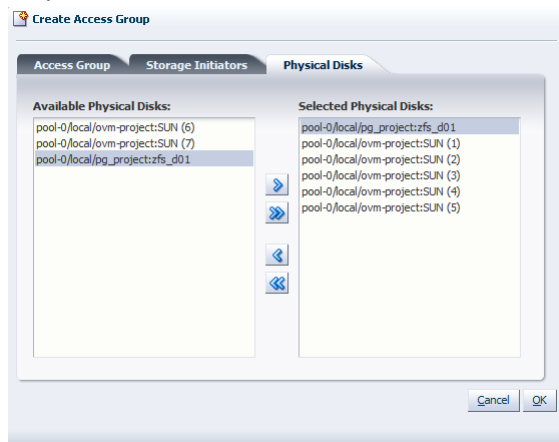 Create Access Group
Access Group Storage Initiators Physical Disks
Available Physical Disks: Selected Physical Disks:
pool-0/local/ovm-project:SUN (6)
pool-0/local/ovm-project:SUN (7)
pool-0/local/pg_project:zfs_d01
pool-0/local/pg_project:zfs_d01
pool-0/local/ovm-project:SUN (1)
pool-0/local/ovm-project:SUN (2)
pool-0/local/ovm-project:SUN (3)
pool-0/local/ovm-project:SUN (4)
pool-0/local/ovm-project:SUN (5)
Cancel OK